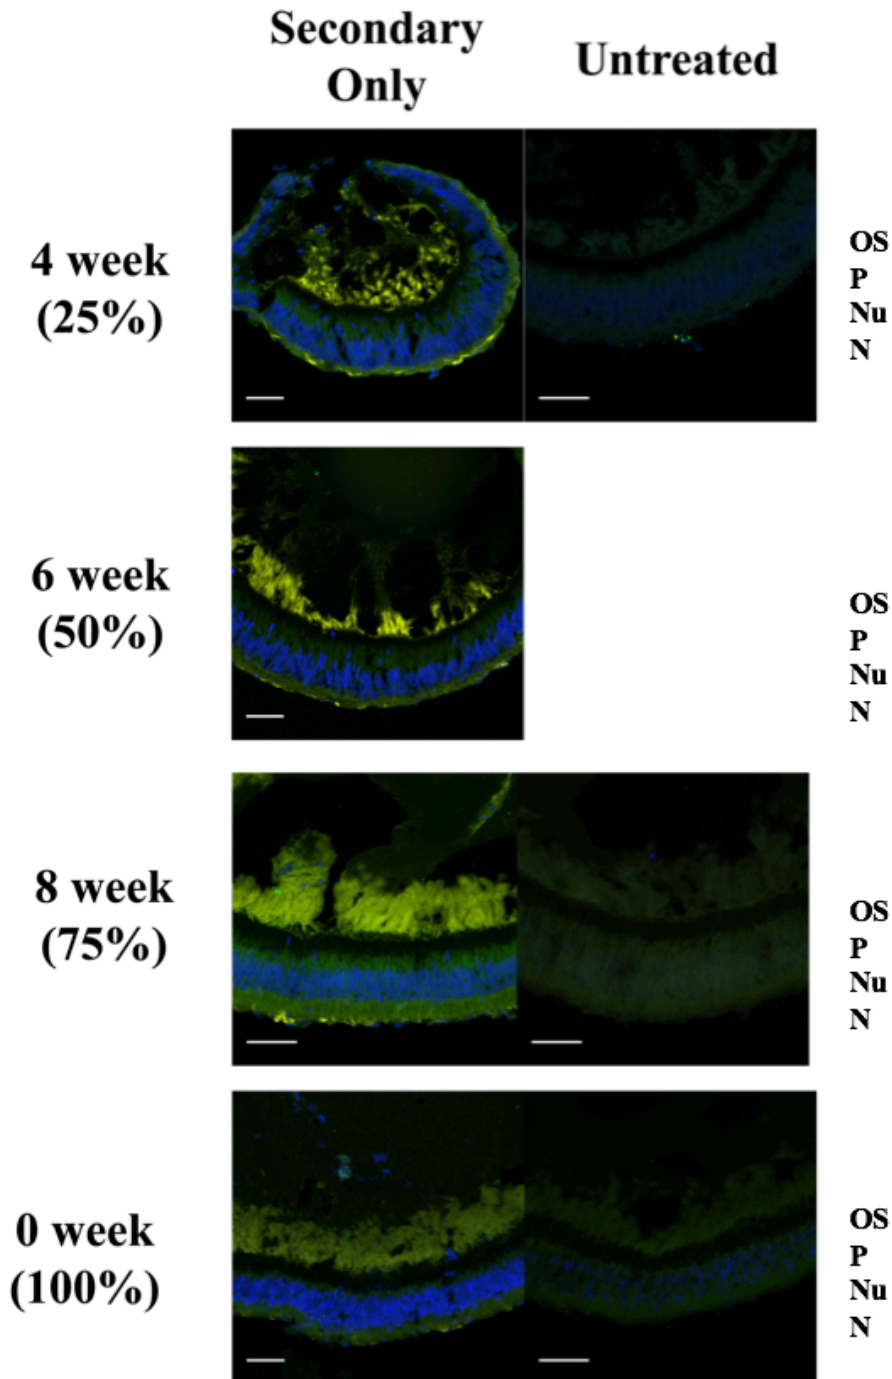 Secondary
Only
Untreated
4 week
(25%)
OS
P
Nu
N
6 week
(50%)
OS
P
Nu
N
8 week
(75%)
OS
P
Nu
N
0 week
(100%)
OS
P
Nu
N